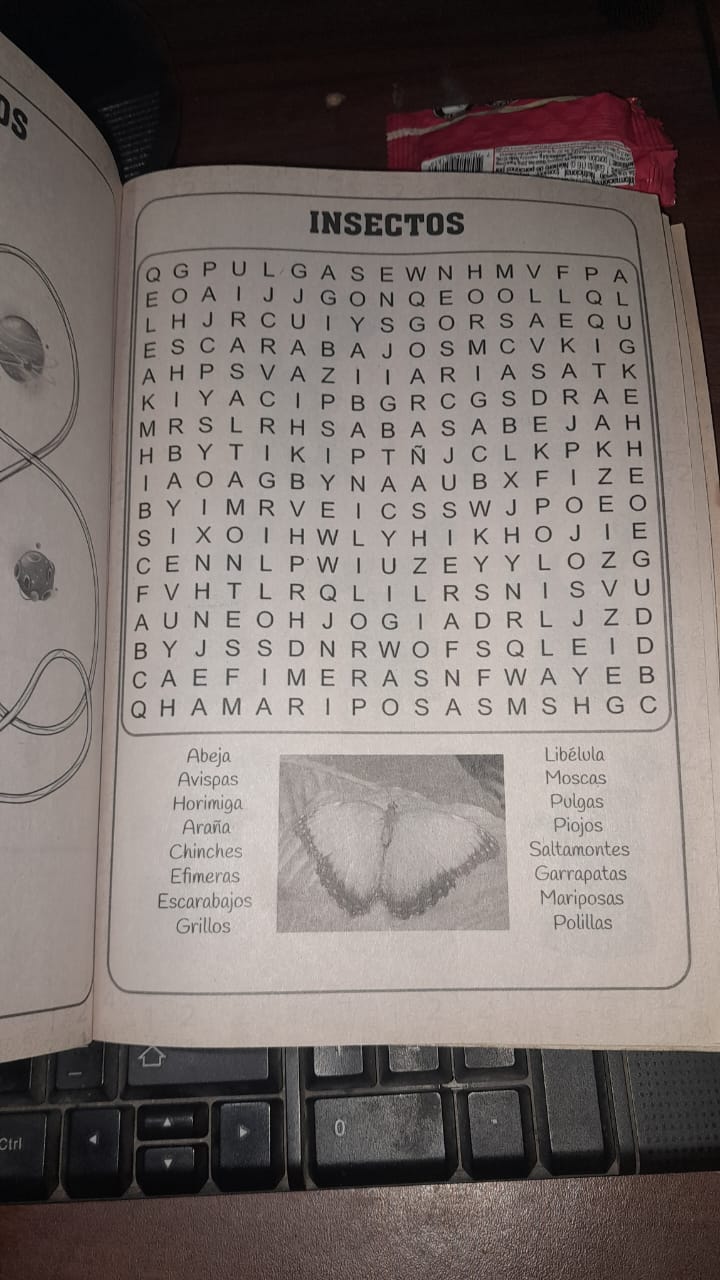 OS
INSECTOS
Q G P U L G A S E W N H M V F P A
E O A I J J G O N Q E O O L L Q L
L H J R C U I Y S G O R S A E Q U
E S C A R A B A J O S M C V K I G
A H P S V A Z I I A R I A S A T K
K I Y A C I P B G R C G S D R A E
M R S L R H S A B A S A B E J A H
H B Y T I K I P T Ñ J C L K P K H
I A O A G B Y N A A U B X F I Z E
B Y I M R V E I C S S W J P O E O
S I X O I H W L Y H I K H O J I E
C E N N L P W I U Z E Y Y L O Z G
F V H T L R Q L I L R S N I S V U
A U N E O H J O G I A D R L J Z D
B Y J S S D N R W O F S Q L E I D
C A E F I M E R A S N F W A Y E B
Q H A M A R I P O S A S M S H G C
Abeja
Avispas
Horimiga
Araña
Chinches
Efimeras
Escarabajos
Grillos
Libélula
Moscas
Pulgas
Piojos
Saltamontes
Garrapatas
Mariposas
Polillas
Ctrl
0